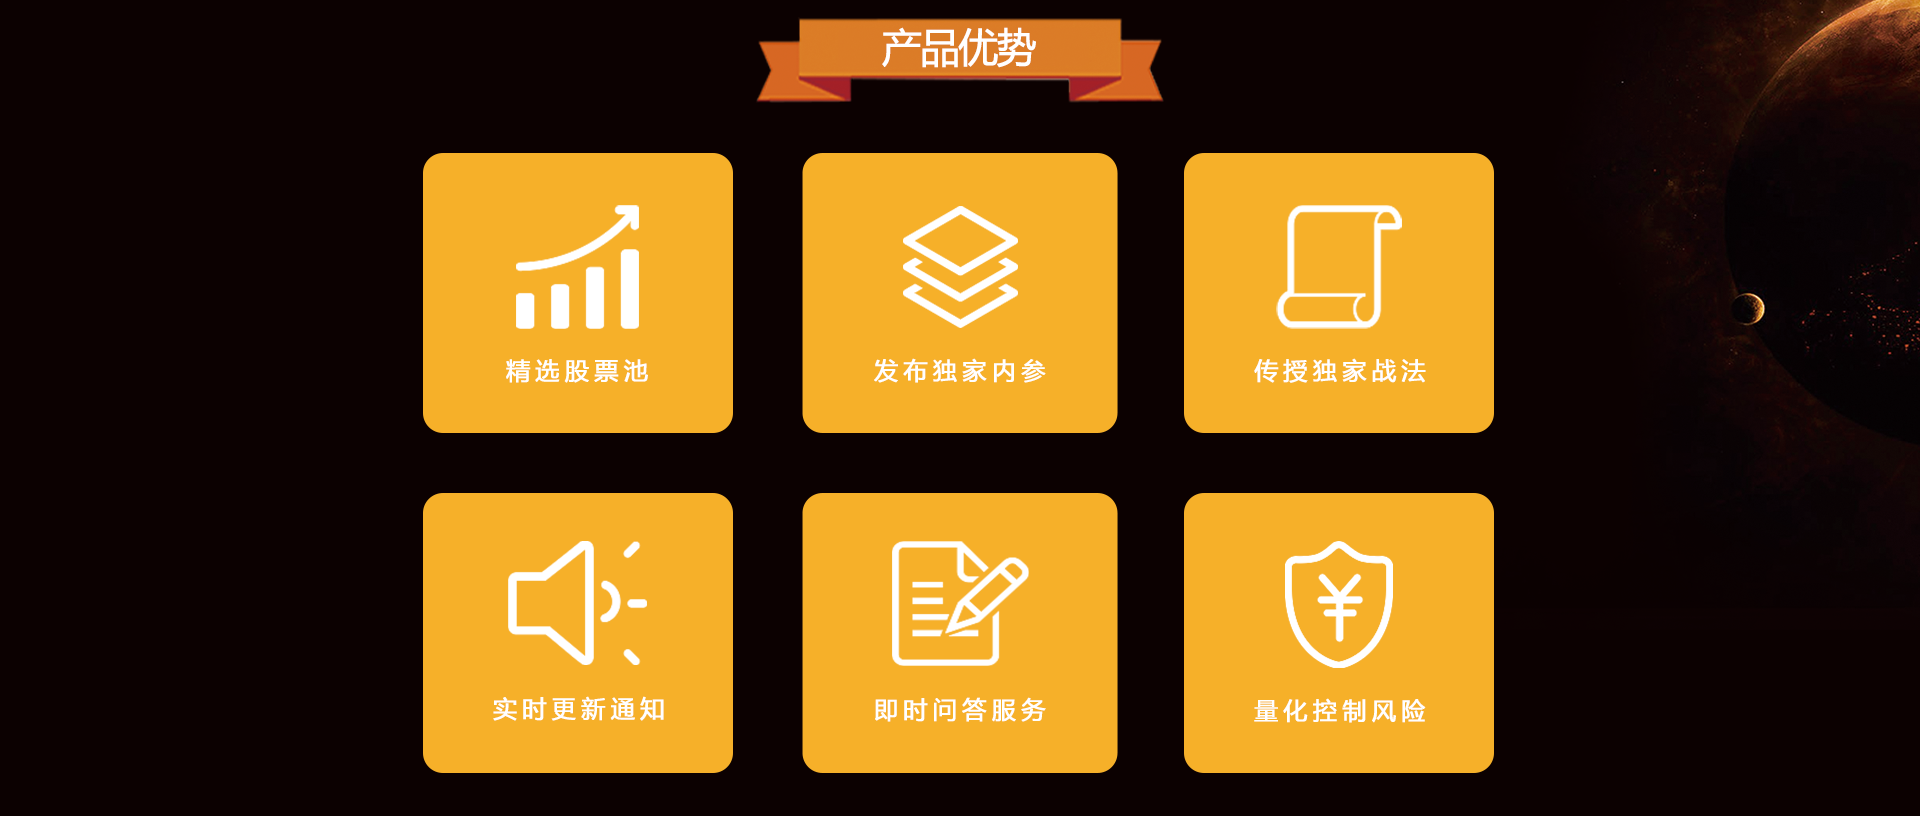 产品优势
精选股票池
发布独家内参
传授独家战法
实时更新通知
即时问答服务
量化控制风险